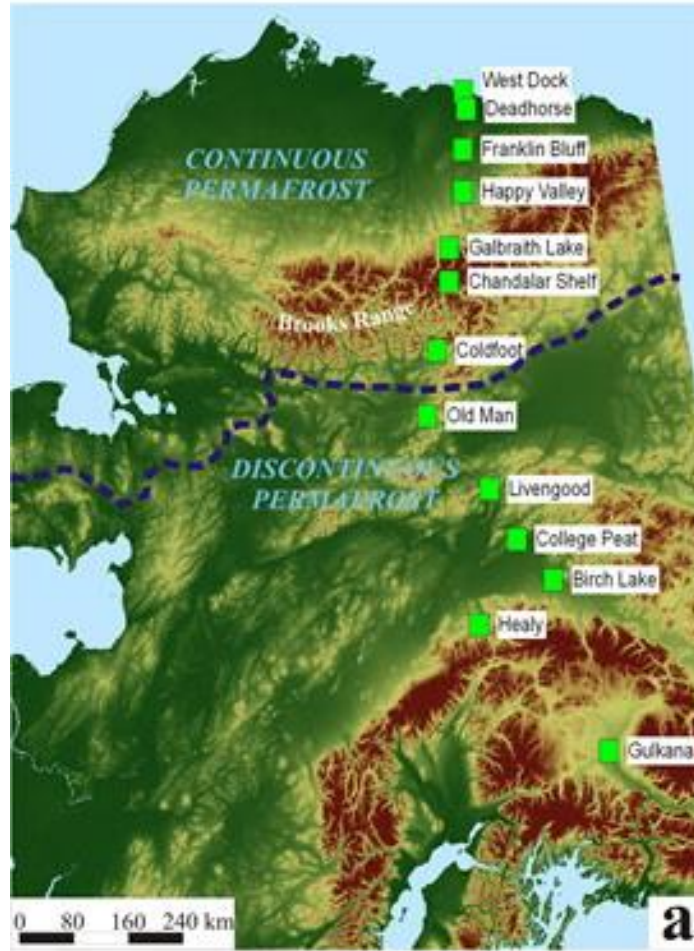 West Dock
Deadhorse
CONTINUOUS
PERMAFROST
Franklin Bluff
Happy Valley
Galbraith Lake
Chandalar Shelf
Brooks Range
Coldfoot
Old Man
DISCONTINUOUS
PERMAFROST
Livengood
College Peat
Birch Lake
Healy
Gulkana
0 80 160 240 km
a